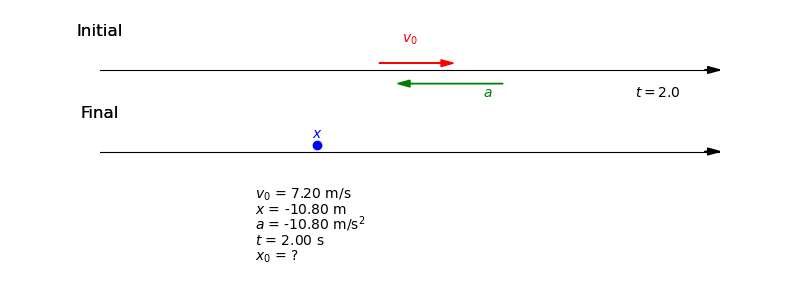 Initial
v₀
a
t = 2.0
Final
x
v₀ = 7.20 m/s
x = -10.80 m
a = -10.80 m/s²
t = 2.00 s
x₀ = ?